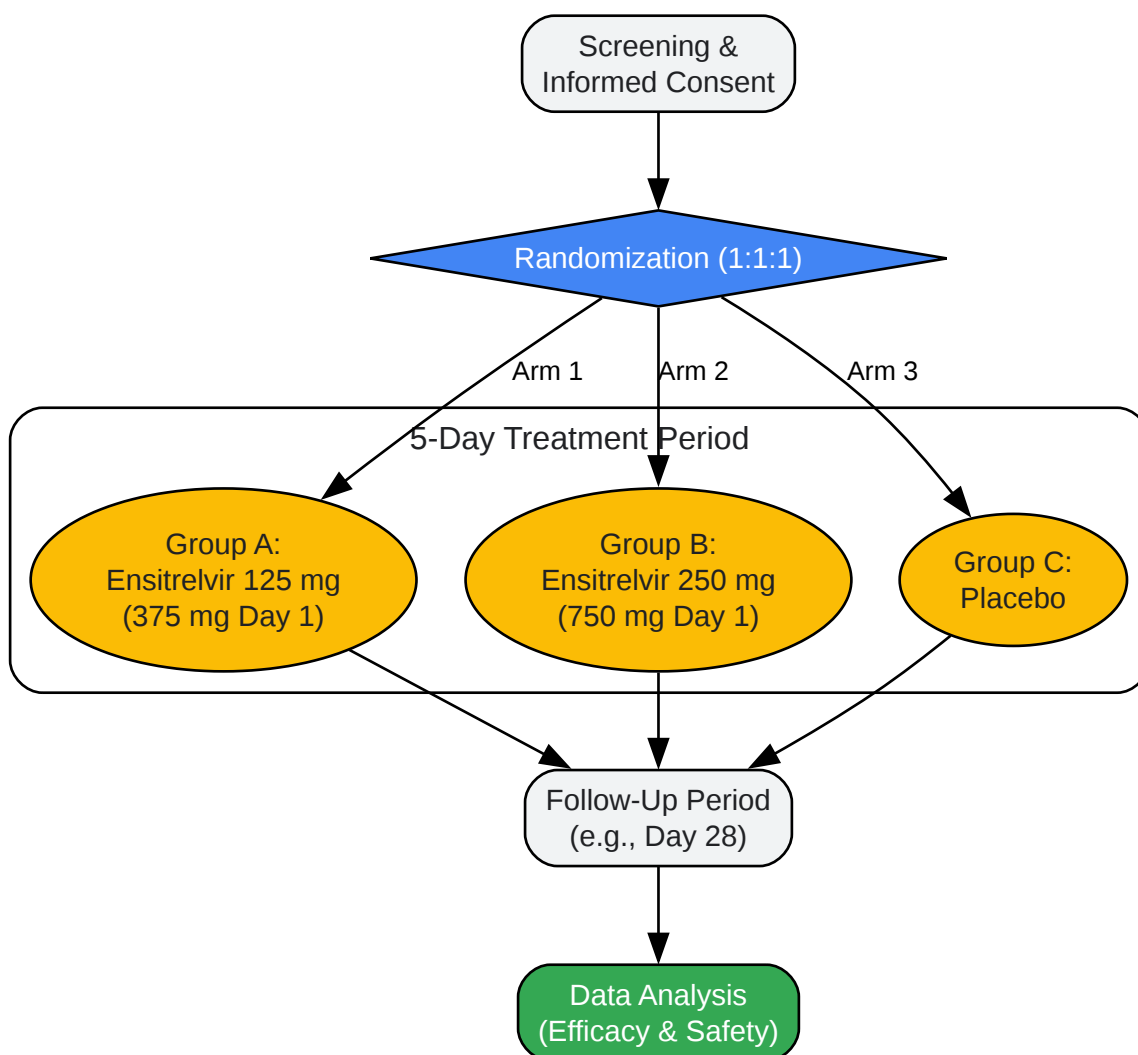 Screening &
Informed Consent
Randomization (1:1:1)
Arm 1
Arm 2
Arm 3
5-Day Treatment Period
Group A:
Ensitrelvir 125 mg
(375 mg Day 1)
Group B:
Ensitrelvir 250 mg
(750 mg Day 1)
Group C:
Placebo
Follow-Up Period
(e.g., Day 28)
Data Analysis
(Efficacy & Safety)